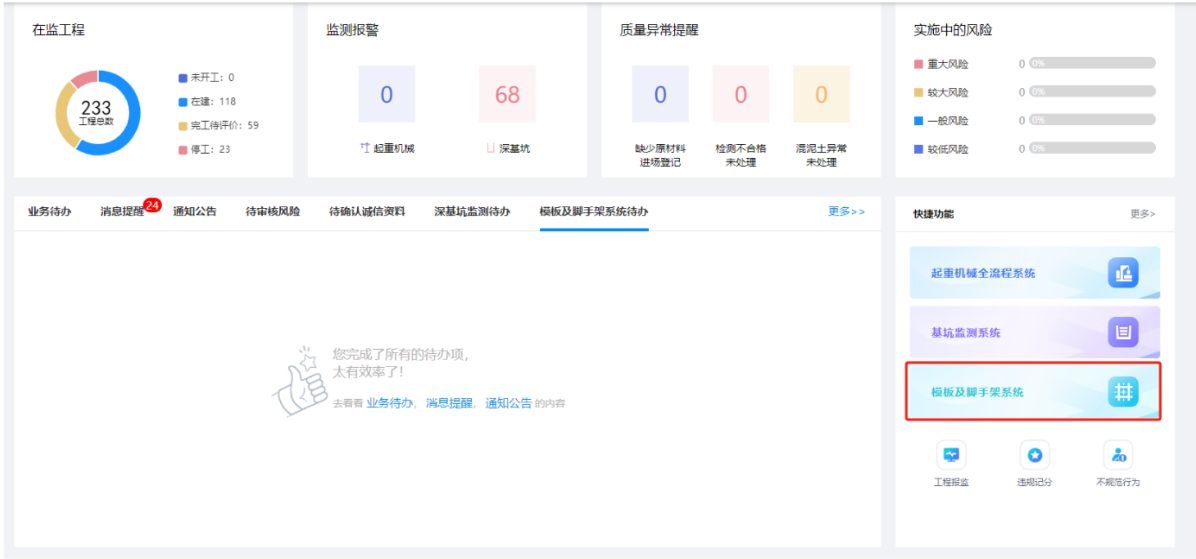 在监工程
233
工程总数
未开工: 0
在建: 118
完工待评价: 59
停工: 23
监测报警
0
68
起重机械
深基坑
质量异常提醒
0
0
0
缺少原材料
进场登记
检测不合格
未处理
混泥土异常
未处理
实施中的风险
重大风险 0 0%
较大风险 0 0%
一般风险 0 0%
较低风险 0 0%
业务待办 消息提醒 24 通知公告 待审核风险 待确认诚信资料 深基坑监测待办 模板及脚手架系统待办 更多>>
您完成了所有的待办项,
太有效率了!
去看看 业务待办, 消息提醒, 通知公告 的内容
快捷功能 更多>
起重机械全流程系统
基坑监测系统
模板及脚手架系统
工程报监 违规记分 不规范行为